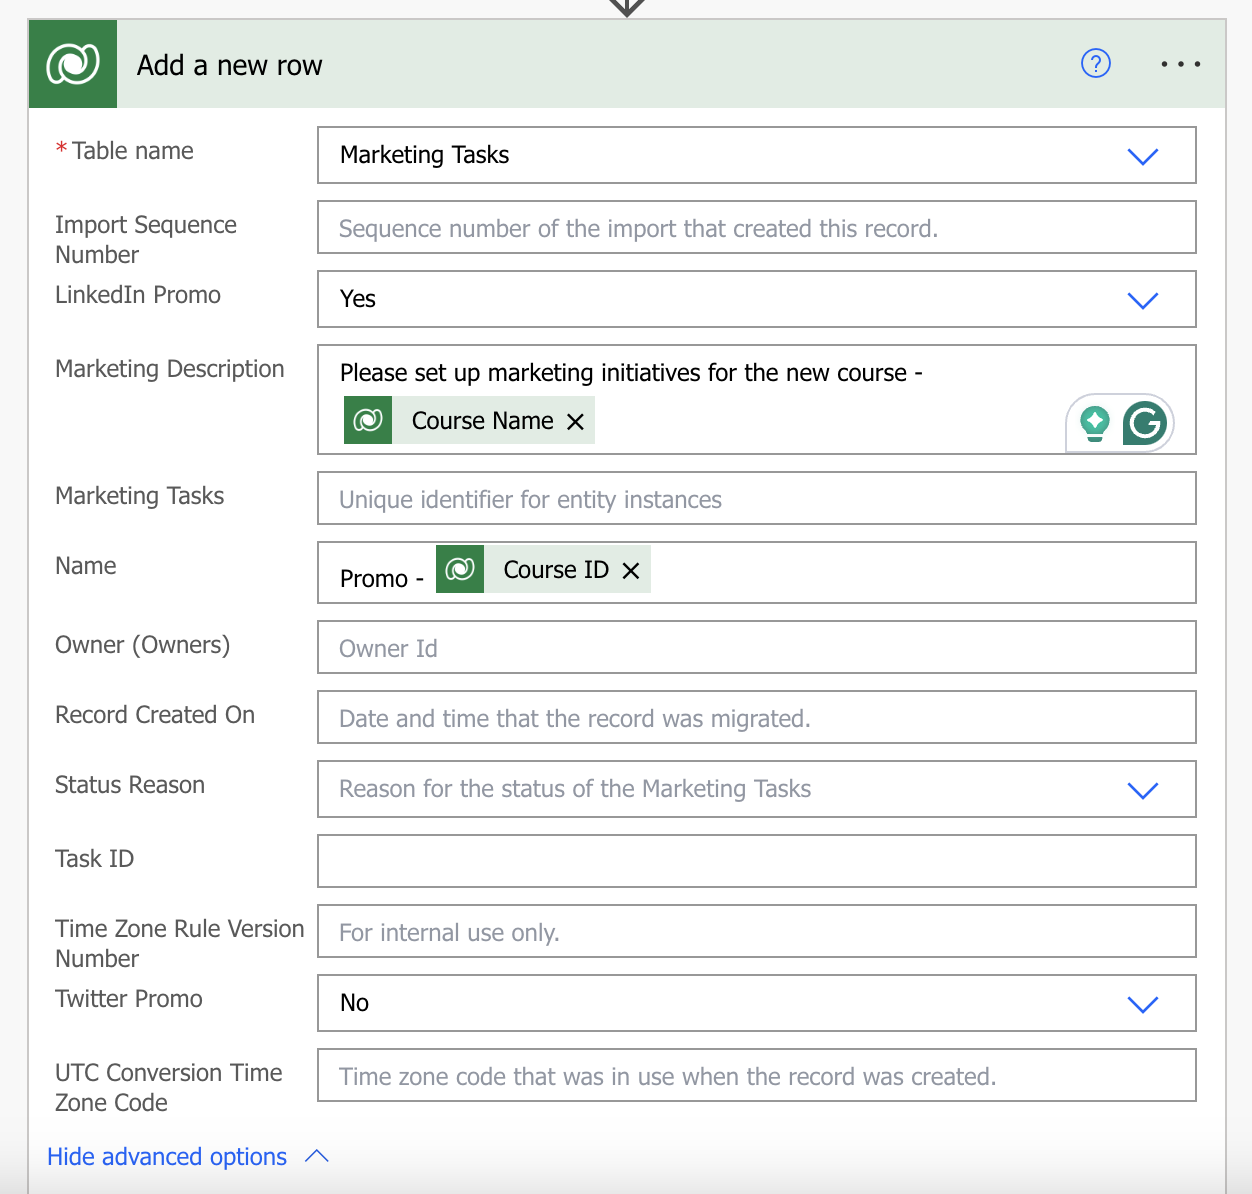 Add a new row
?
* Table name
Marketing Tasks
Import Sequence
Number
Sequence number of the import that created this record.
LinkedIn Promo
Yes
Marketing Description
Please set up marketing initiatives for the new course -
Course Name ×
G
Marketing Tasks
Unique identifier for entity instances
Name
Promo - Course ID ×
Owner (Owners)
Owner Id
Record Created On
Date and time that the record was migrated.
Status Reason
Reason for the status of the Marketing Tasks
Task ID
Time Zone Rule Version
Number
For internal use only.
Twitter Promo
No
UTC Conversion Time
Zone Code
Time zone code that was in use when the record was created.
Hide advanced options